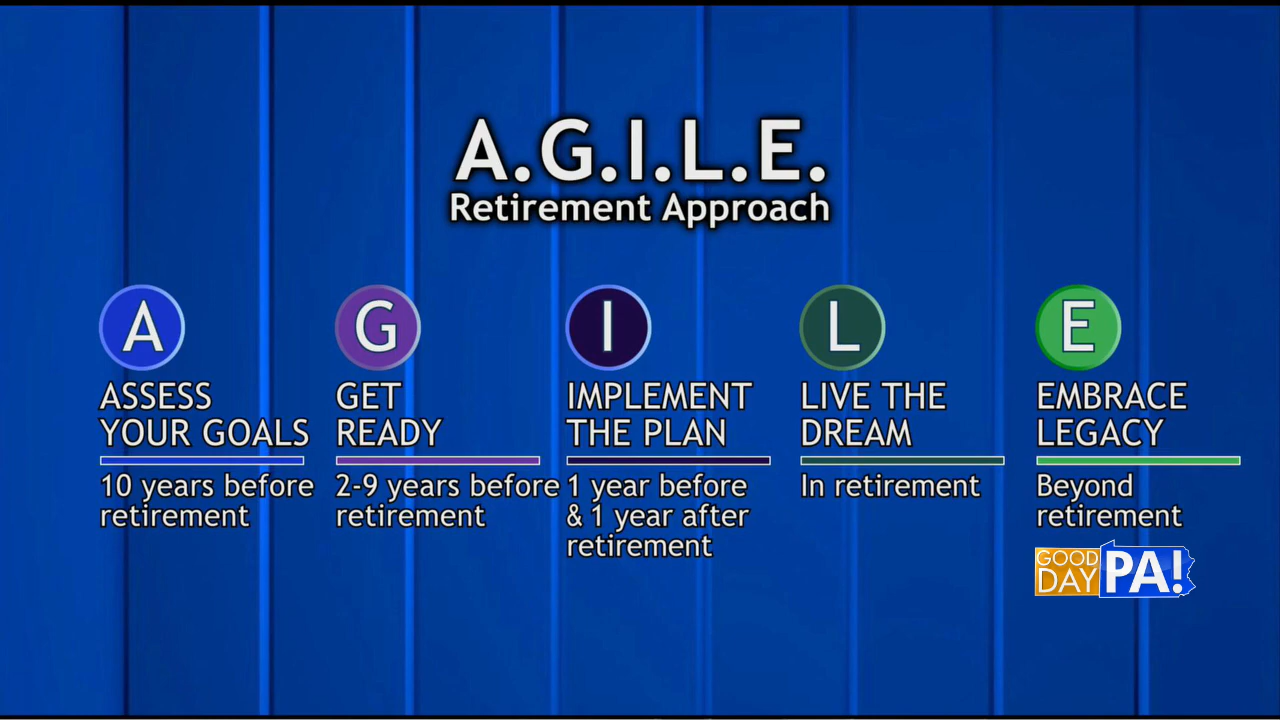 A.G.I.L.E.
Retirement Approach
A
ASSESS
YOUR GOALS
10 years before
retirement
G
GET
READY
2-9 years before
retirement
I
IMPLEMENT
THE PLAN
1 year before
& 1 year after
retirement
L
LIVE THE
DREAM
In retirement
E
EMBRACE
LEGACY
Beyond
retirement
GOOD
DAY
PA!